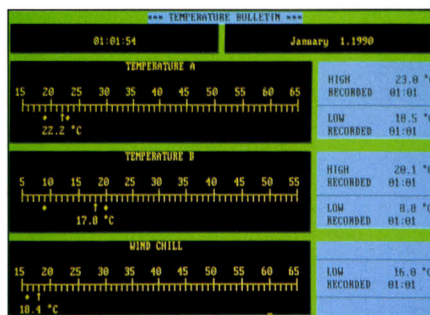 *** TEMPERATURE BULLETIN ***
01:01:54
January 1,1990
TEMPERATURE A
15 20 25 30 35 40 45 50 55 60 65
22.2 °C
HIGH 23.0 °C
RECORDED 01:01
LOW 18.5 °C
RECORDED 01:01
TEMPERATURE B
5 10 15 20 25 30 35 40 45 50 55
17.8 °C
HIGH 20.1 °C
RECORDED 01:01
LOW 8.8 °C
RECORDED 01:01
WIND CHILL
15 20 25 30 35 40 45 50 55 60 65
18.4 °C
LOW 16.0 °C
RECORDED 01:01